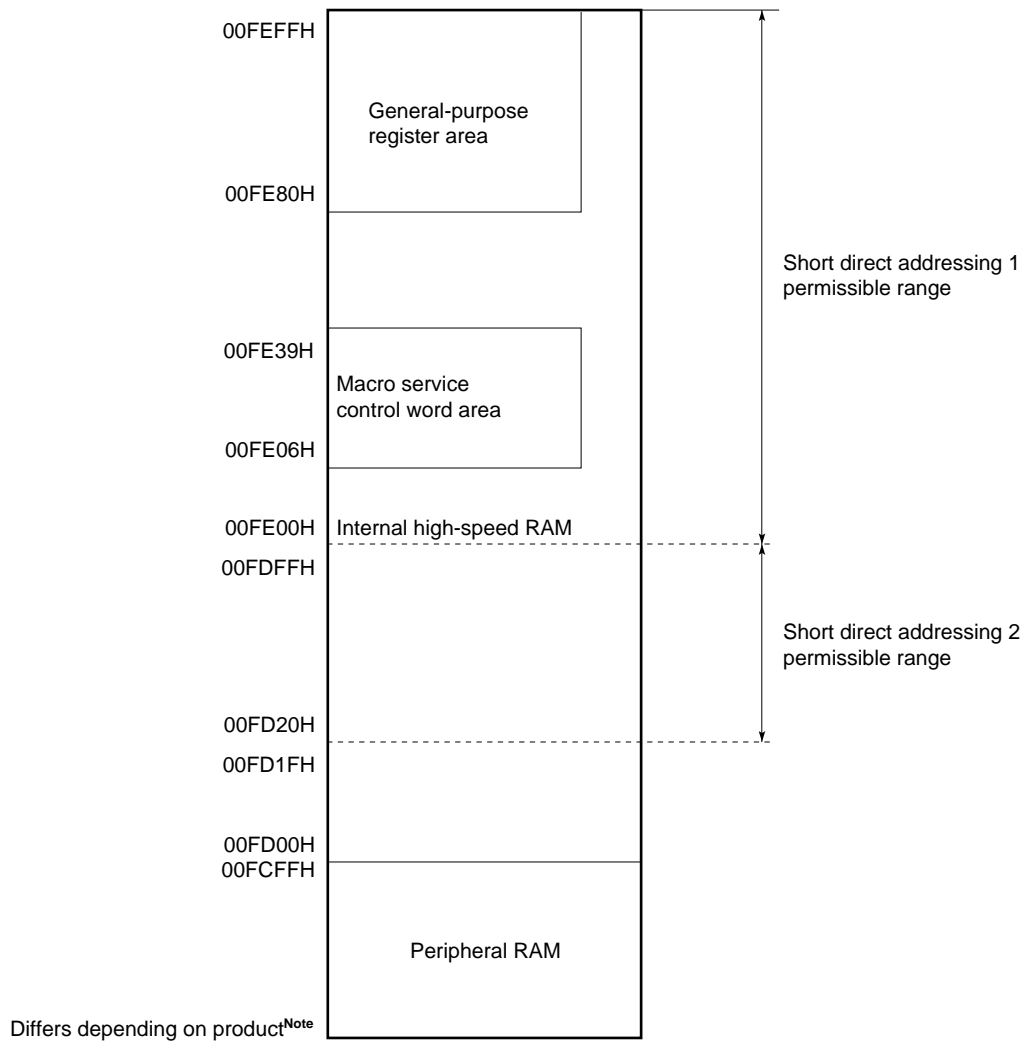 00FEFFH
General-purpose
register area
00FE80H
Short direct addressing 1
permissible range
00FE39H
Macro service
control word area
00FE06H
00FE00H Internal high-speed RAM
00FDFFH
Short direct addressing 2
permissible range
00FD20H
00FD1FH
00FD00H
00FCFFH
Peripheral RAM
Differs depending on productNote